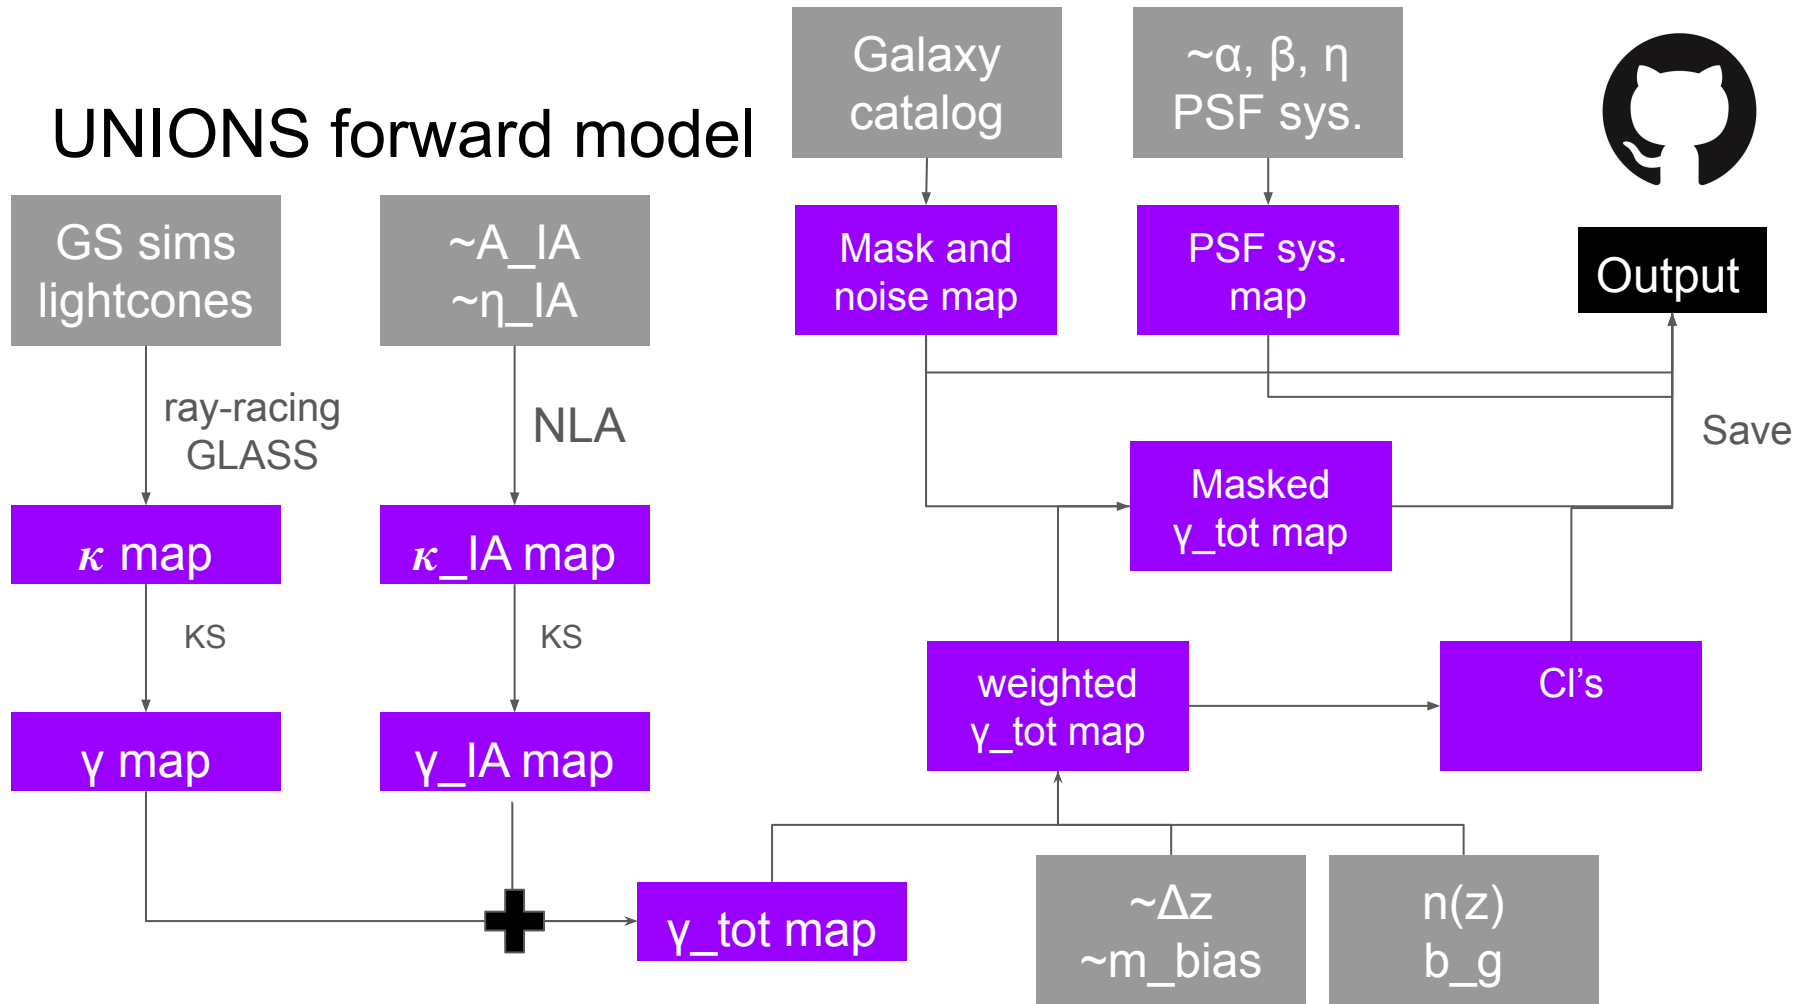 UNIONS forward model
Galaxy
catalog
~α, β, η
PSF sys.
GS sims
lightcones
~A_IA
~η_IA
Mask and
noise map
PSF sys.
map
Output
ray-racing
GLASS
NLA
Save
Masked
γ_tot map
κ map
κ_IA map
KS
KS
weighted
γ_tot map
Cl's
γ map
γ_IA map
γ_tot map
~Δz
~m_bias
n(z)
b_g